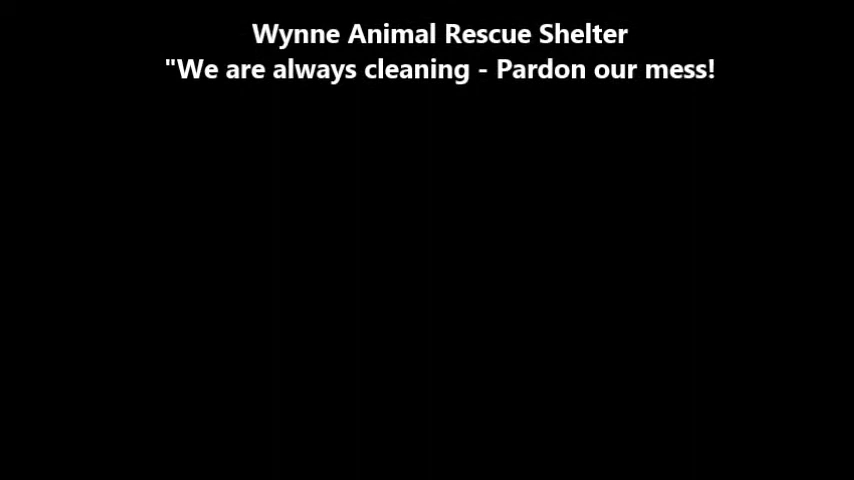 Wynne Animal Rescue Shelter
"We are always cleaning - Pardon our mess!